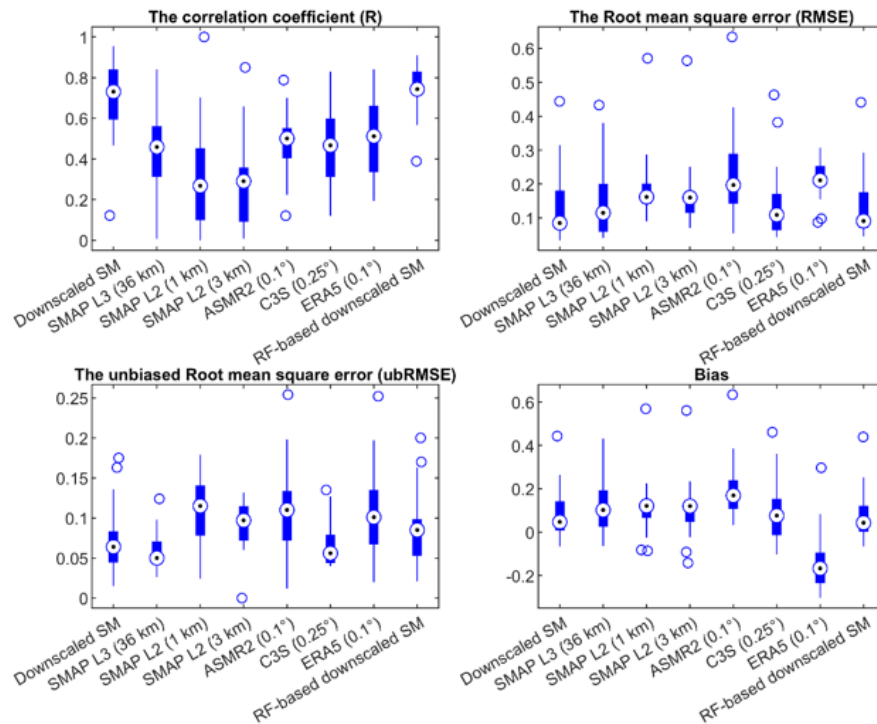 The correlation coefficient (R)
1
0.8
0.6
0.4
0.2
0
Downscaled SM
SMAP L3 (36 km)
SMAP L2 (1 km)
SMAP L2 (3 km)
ASMR2 (0.1°)
C3S (0.25°)
ERA5 (0.1°)
RF-based downscaled SM
The Root mean square error (RMSE)
0.6
0.5
0.4
0.3
0.2
0.1
Downscaled SM
SMAP L3 (36 km)
SMAP L2 (1 km)
SMAP L2 (3 km)
ASMR2 (0.1°)
C3S (0.25°)
ERA5 (0.1°)
RF-based downscaled SM
The unbiased Root mean square error (ubRMSE)
0.25
0.2
0.15
0.1
0.05
0
Downscaled SM
SMAP L3 (36 km)
SMAP L2 (1 km)
SMAP L2 (3 km)
ASMR2 (0.1°)
C3S (0.25°)
ERA5 (0.1°)
RF-based downscaled SM
Bias
0.6
0.4
0.2
0
-0.2
Downscaled SM
SMAP L3 (36 km)
SMAP L2 (1 km)
SMAP L2 (3 km)
ASMR2 (0.1°)
C3S (0.25°)
ERA5 (0.1°)
RF-based downscaled SM